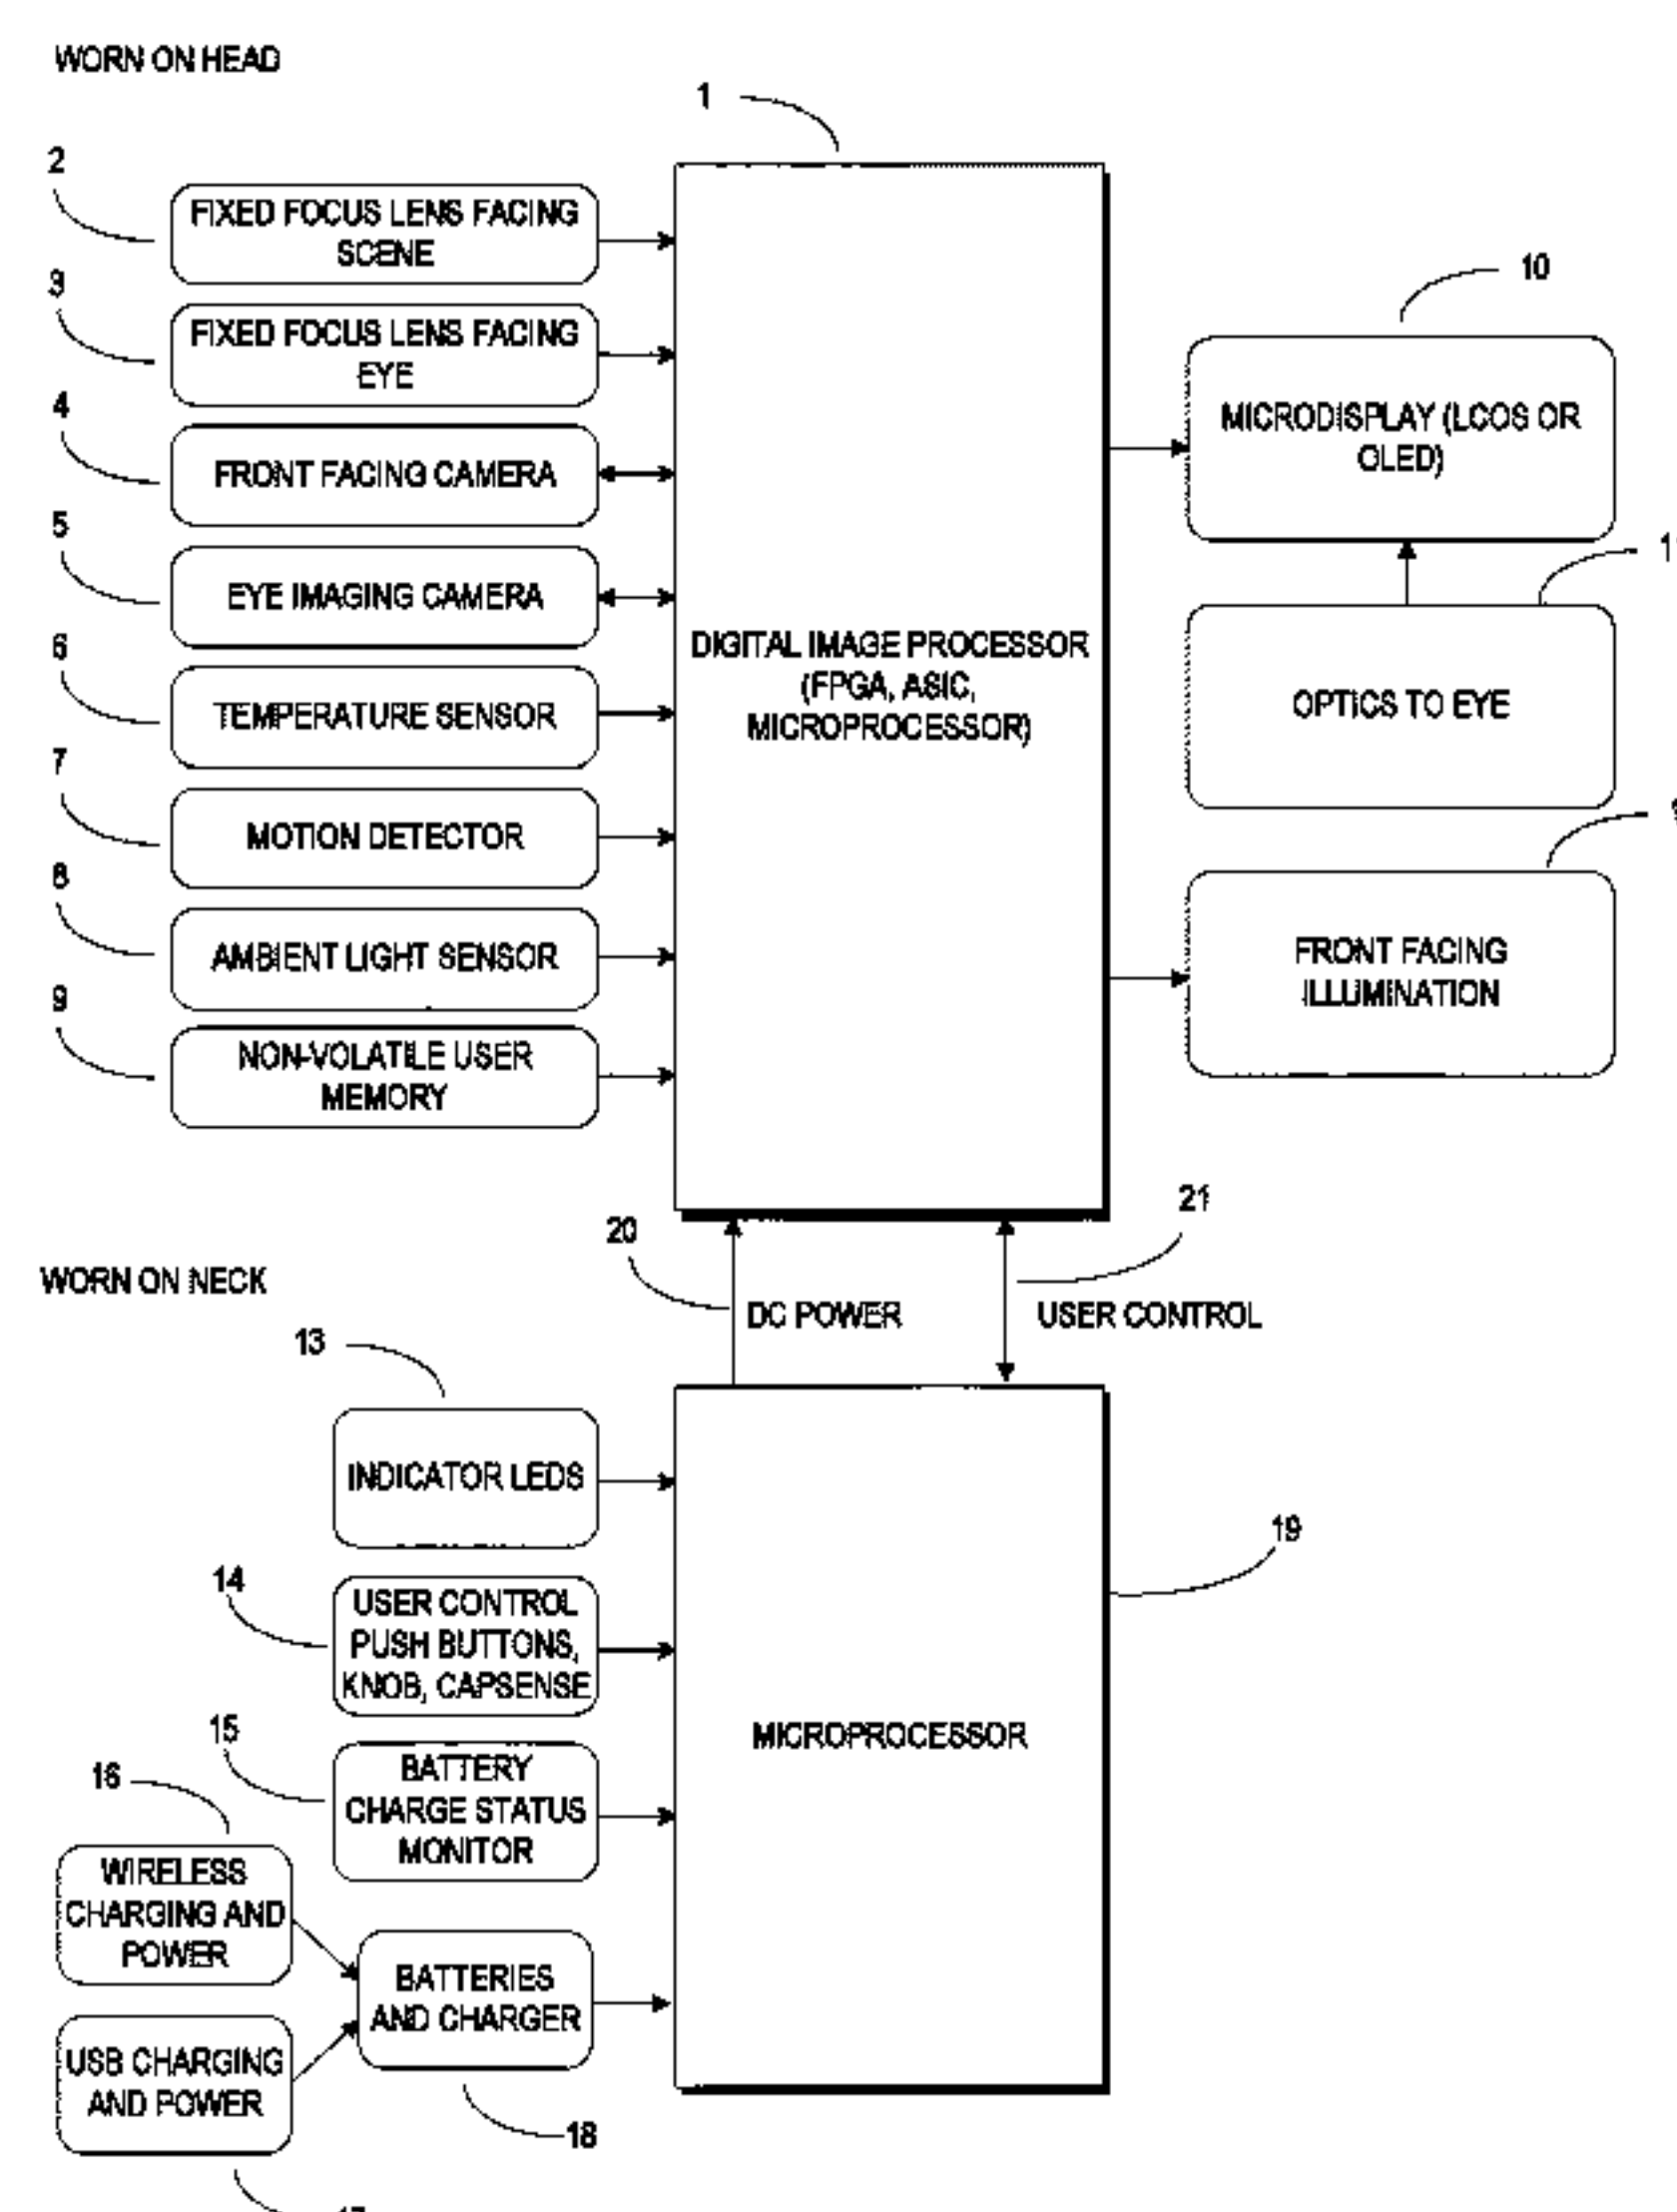 WORN ON HEAD
1
2
FIXED FOCUS LENS FACING
SCENE
3
FIXED FOCUS LENS FACING
EYE
4
FRONT FACING CAMERA
5
EYE IMAGING CAMERA
6
TEMPERATURE SENSOR
7
MOTION DETECTOR
8
AMBIENT LIGHT SENSOR
9
NON-VOLATILE USER
MEMORY
DIGITAL IMAGE PROCESSOR
(FPGA, ASIC,
MICROPROCESSOR)
10
MICRODISPLAY (LCOS OR
OLED)
OPTICS TO EYE
FRONT FACING
ILLUMINATION
20
DC POWER
21
USER CONTROL
WORN ON NECK
13
INDICATOR LEDS
14
USER CONTROL
PUSH BUTTONS,
KNOB, CAPSENSE
15
BATTERY
CHARGE STATUS
MONITOR
16
WIRELESS
CHARGING AND
POWER
USB CHARGING
AND POWER
BATTERIES
AND CHARGER
18
MICROPROCESSOR
19